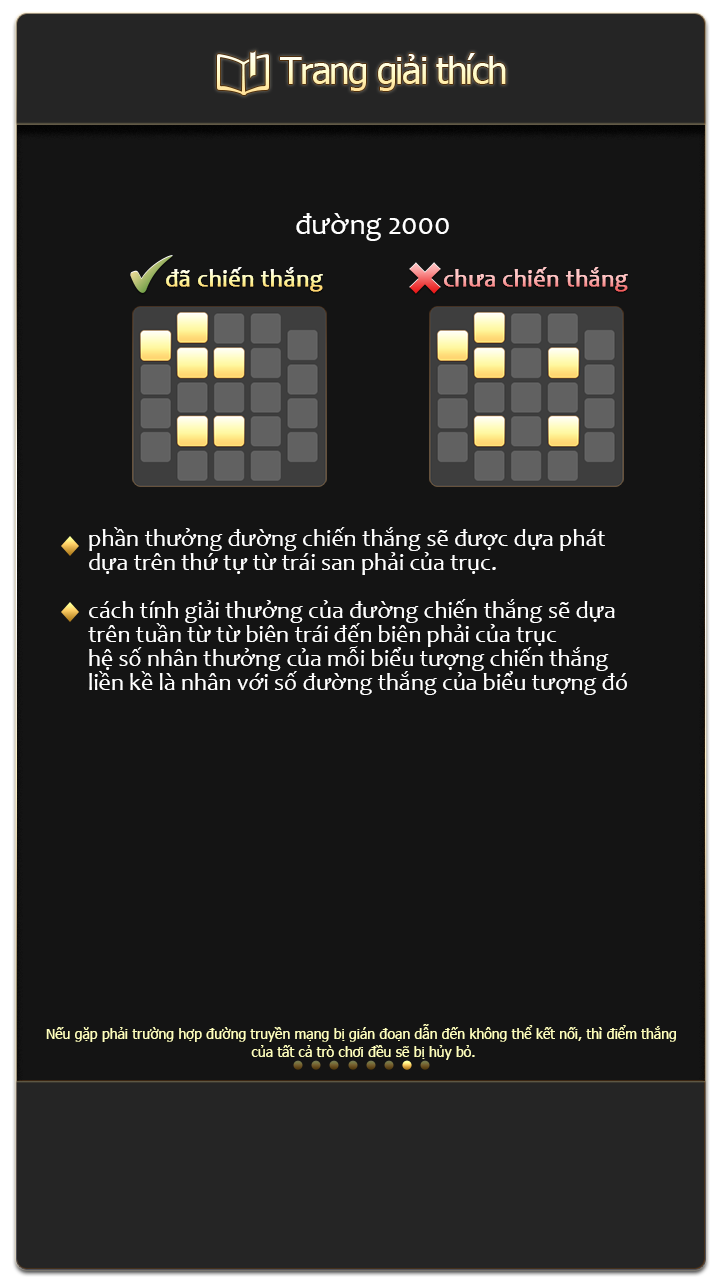 Trang giải thích
đường 2000
đã chiến thắng
chưa chiến thắng
phần thưởng đường chiến thắng sẽ được dựa phát
dựa trên thứ tự từ trái san phải của trục.
cách tính giải thưởng của đường chiến thắng sẽ dựa
trên tuần từ từ biên trái đến biên phải của trục
hệ số nhân thưởng của mỗi biểu tượng chiến thắng
liền kề là nhân với số đường thắng của biểu tượng đó
Nếu gặp phải trường hợp đường truyền mạng bị gián đoạn dẫn đến không thể kết nối, thì điểm thắng
của tất cả trò chơi đều sẽ bị hủy bỏ.